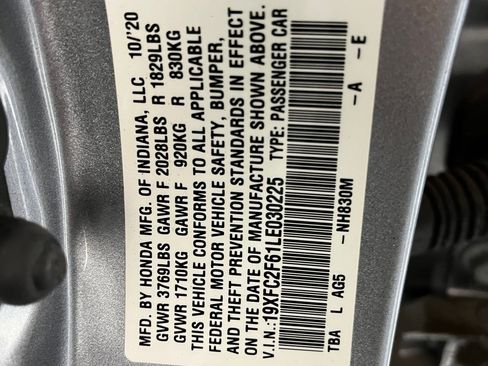 MFD. BY HONDA MFG. OF INDIANA, LLC 10/'20
GVWR 3769LBS GAWR F 2028LBS R 1829LBS
GVWR 1710KG GAWR F 920KG R 830KG
THIS VEHICLE CONFORMS TO ALL APPLICABLE
FEDERAL MOTOR VEHICLE SAFETY, BUMPER,
AND THEFT PREVENTION STANDARDS IN EFFECT
ON THE DATE OF MANUFACTURE SHOWN ABOVE.
V.I.N.:19XFC2F61LE030225 TYPE: PASSENGER CAR
TBA L AG5 -NH830M -A -E